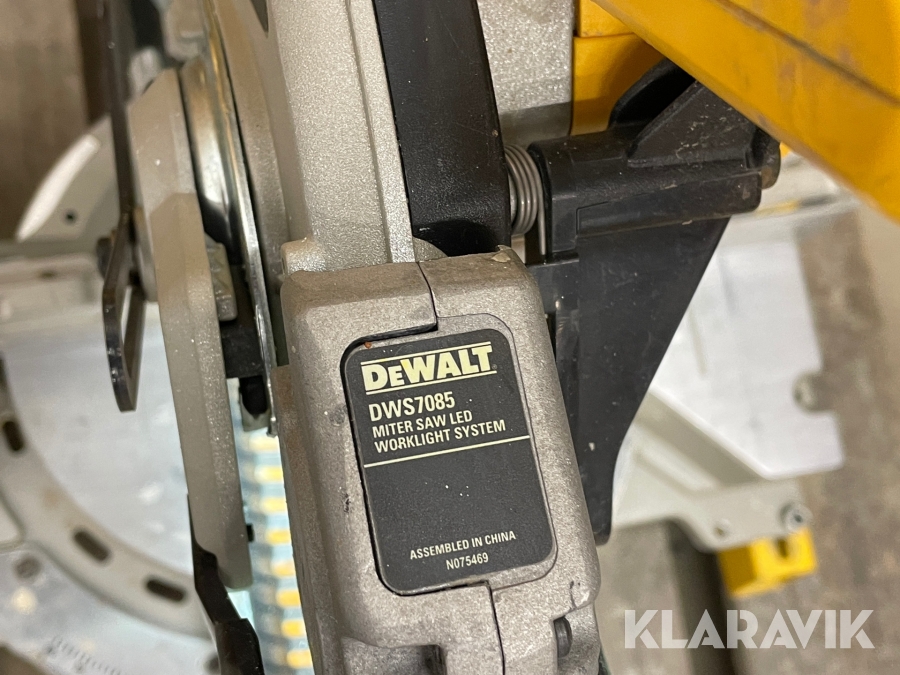 DEWALT
DWS7085
MITER SAW LED
WORKLIGHT SYSTEM
ASSEMBLED IN CHINA
N075469
KLARAVIK